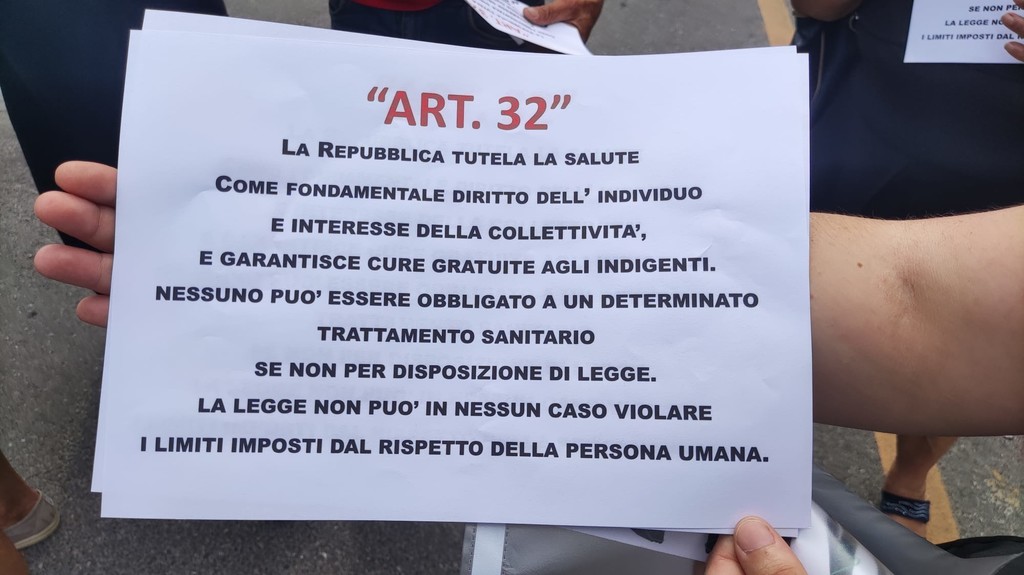 “ART. 32”
LA REPUBBLICA TUTELA LA SALUTE
COME FONDAMENTALE DIRITTO DELL’ INDIVIDUO
E INTERESSE DELLA COLLETTIVITA’,
E GARANTISCE CURE GRATUITE AGLI INDIGENTI.
NESSUNO PUO’ ESSERE OBBLIGATO A UN DETERMINATO
TRATTAMENTO SANITARIO
SE NON PER DISPOSIZIONE DI LEGGE.
LA LEGGE NON PUO’ IN NESSUN CASO VIOLARE
I LIMITI IMPOSTI DAL RISPETTO DELLA PERSONA UMANA.
SE NON PER
LA LEGGE NO
I LIMITI IMPOSTI DAL